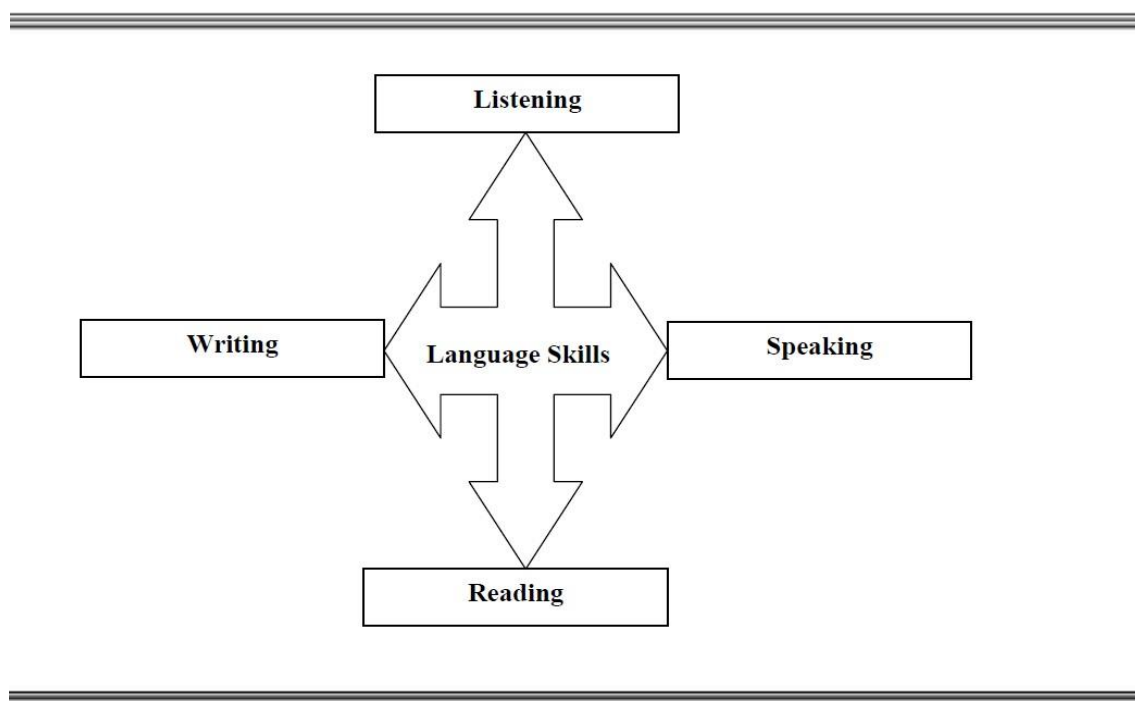 Listening
Writing
Language Skills
Speaking
Reading